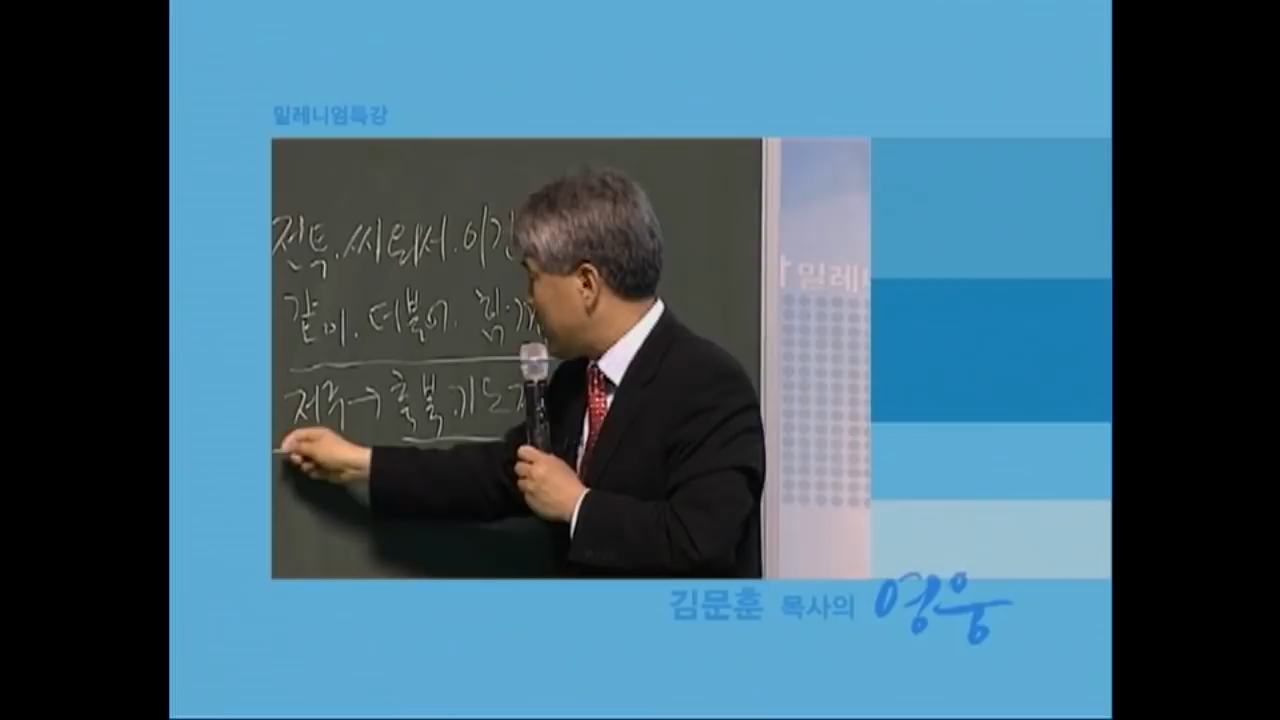 밀레니엄특강
전투. 싸워서. 이긴
같이. 더불어. 함께
저주→ 축복. 기도
밀레니
김문훈 목사의 영웅